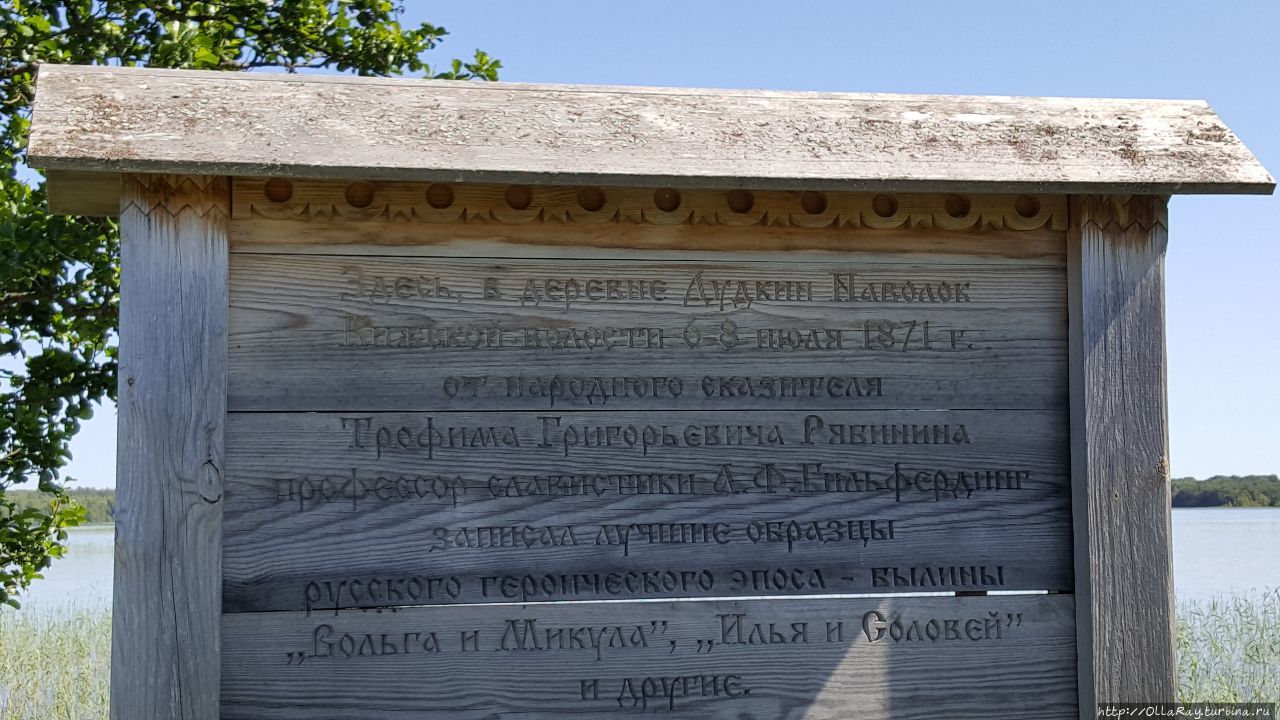 Здесь, в деревне Дудкин Наволок
Кижской волости 6-8 июля 1871 г.
от народного сказителя
Трофима Григорьевича Рябинина
профессор славистики А.Ф.Гильфердинг
записал лучшие образцы
русского героического эпоса - былины
„Вольга и Микула”, „Илья и Соловей”
и другие.
http://OllaRay.turbina.ru